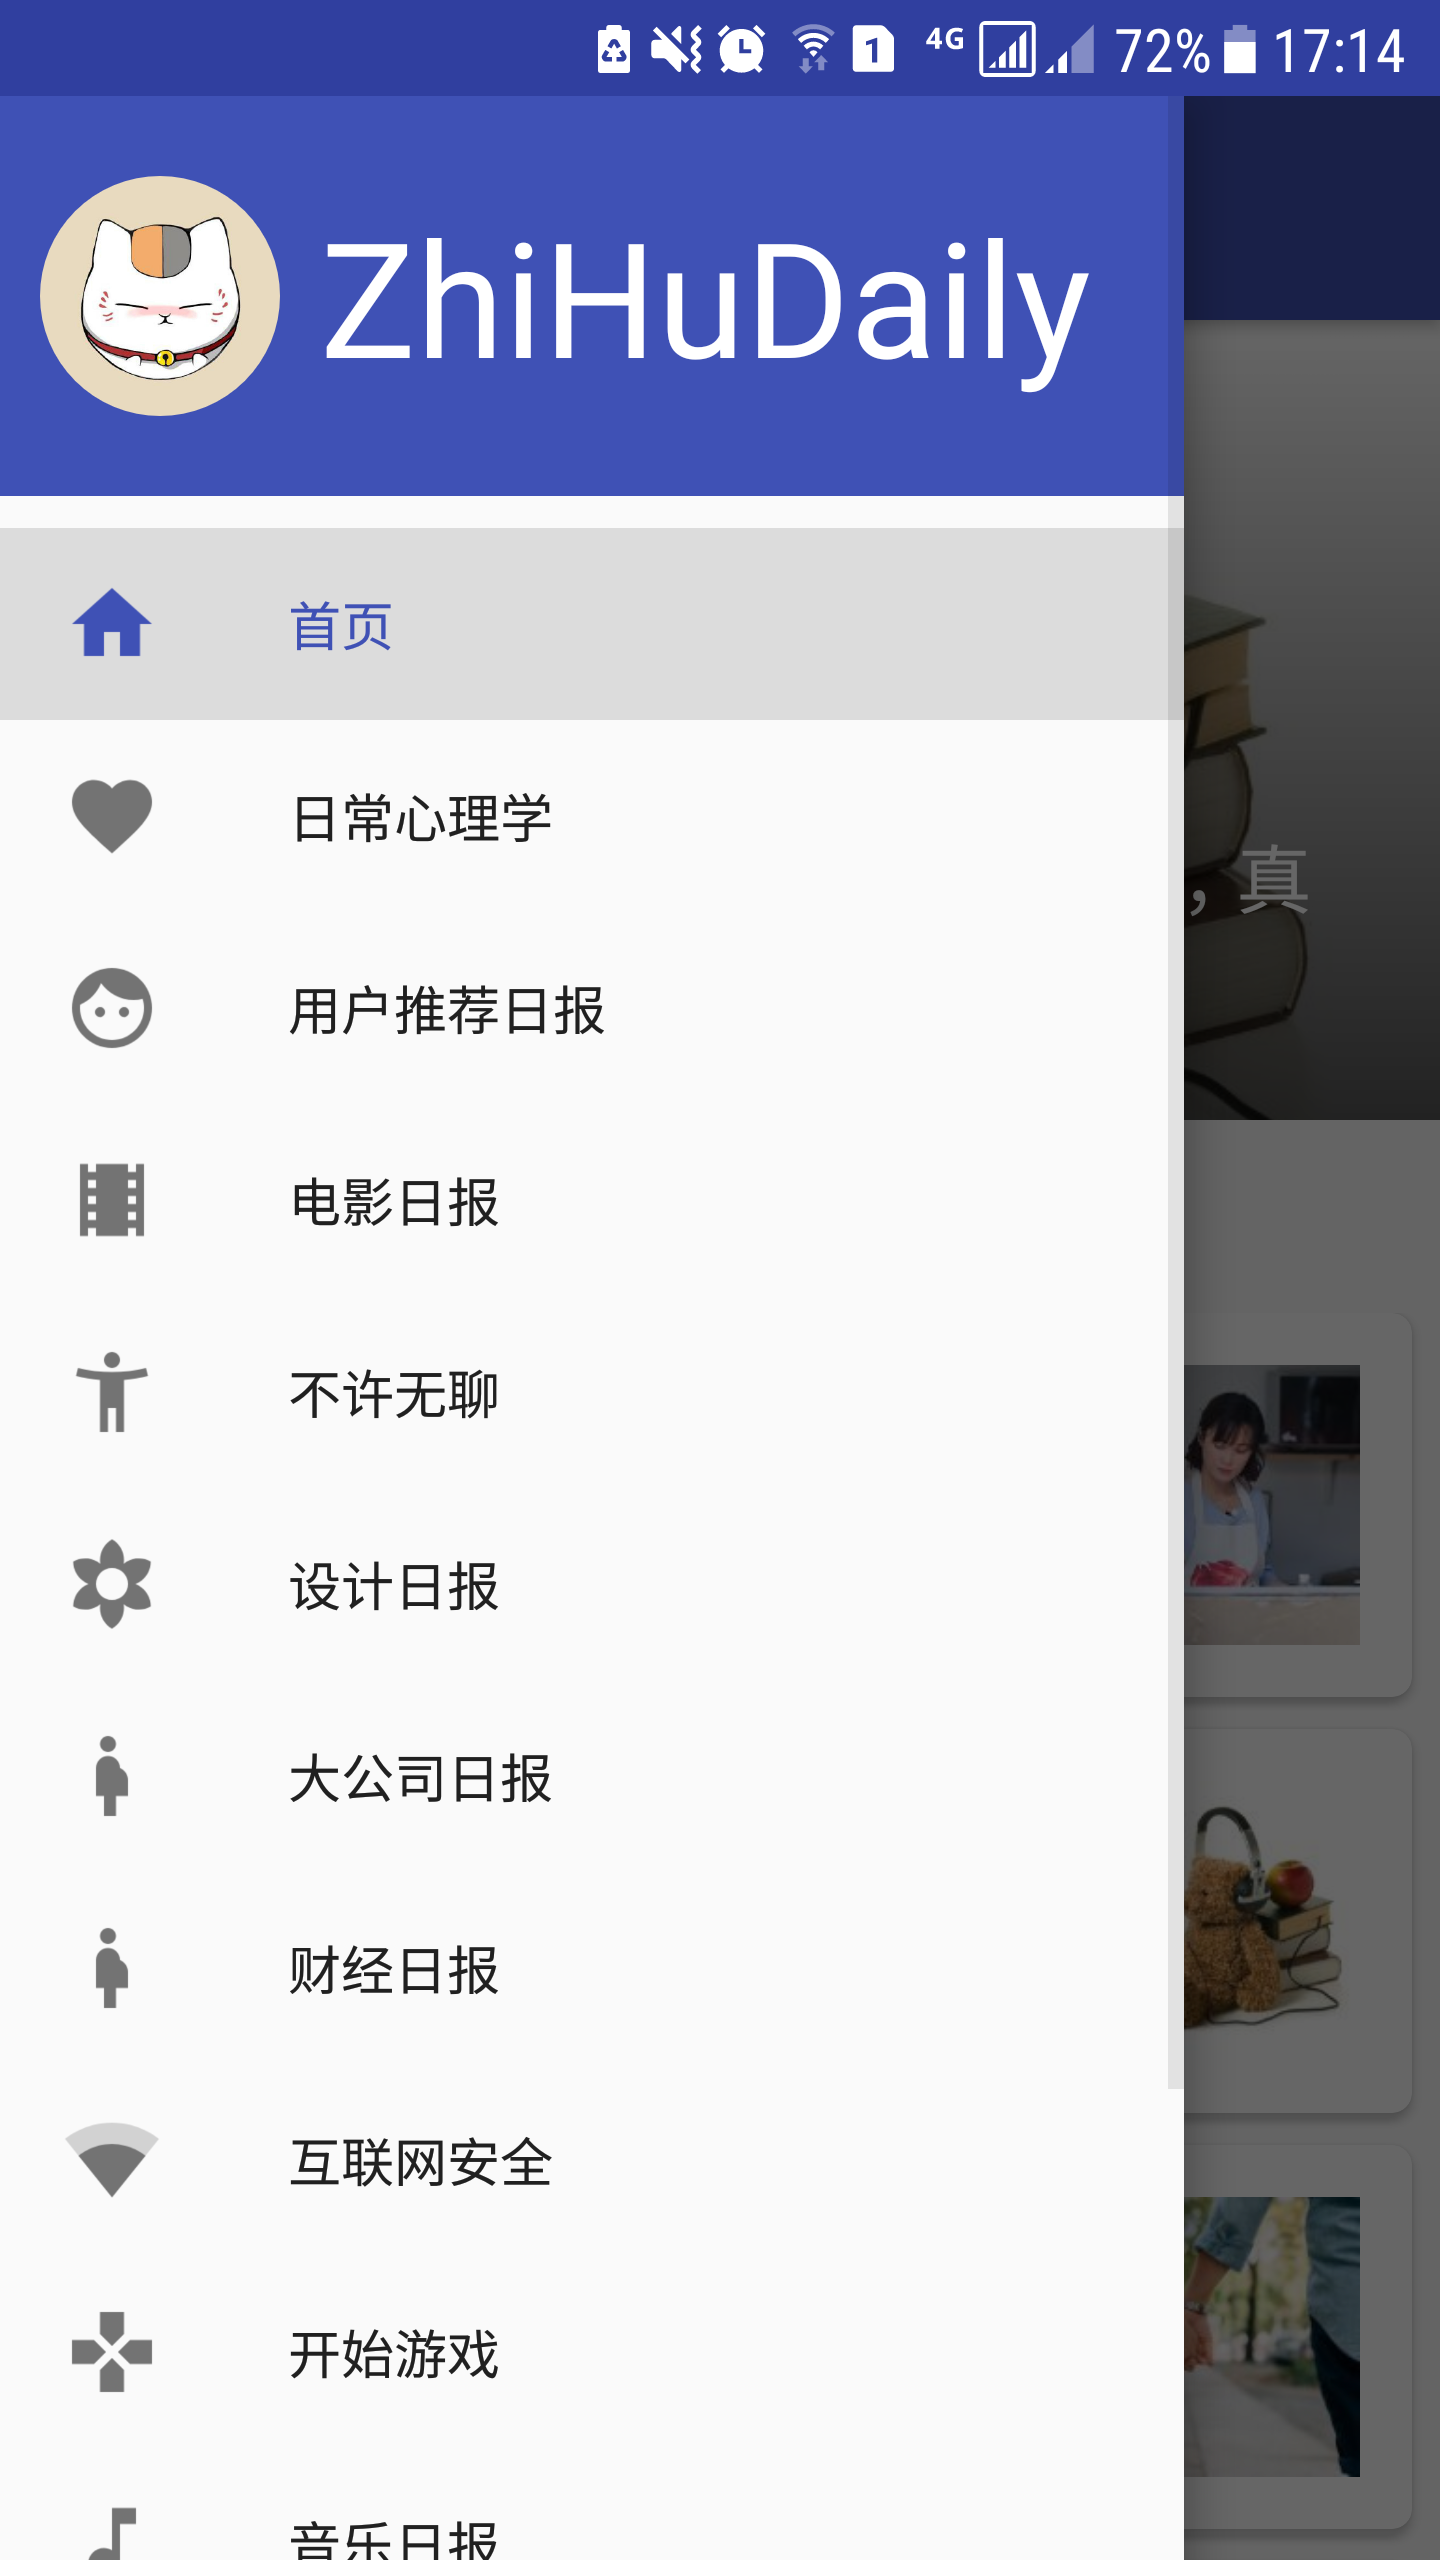 1 4G 72% 17:14
ZhiHuDaily
首页
日常心理学
，真
用户推荐日报
电影日报
不许无聊
设计日报
大公司日报
财经日报
互联网安全
开始游戏
音乐日报